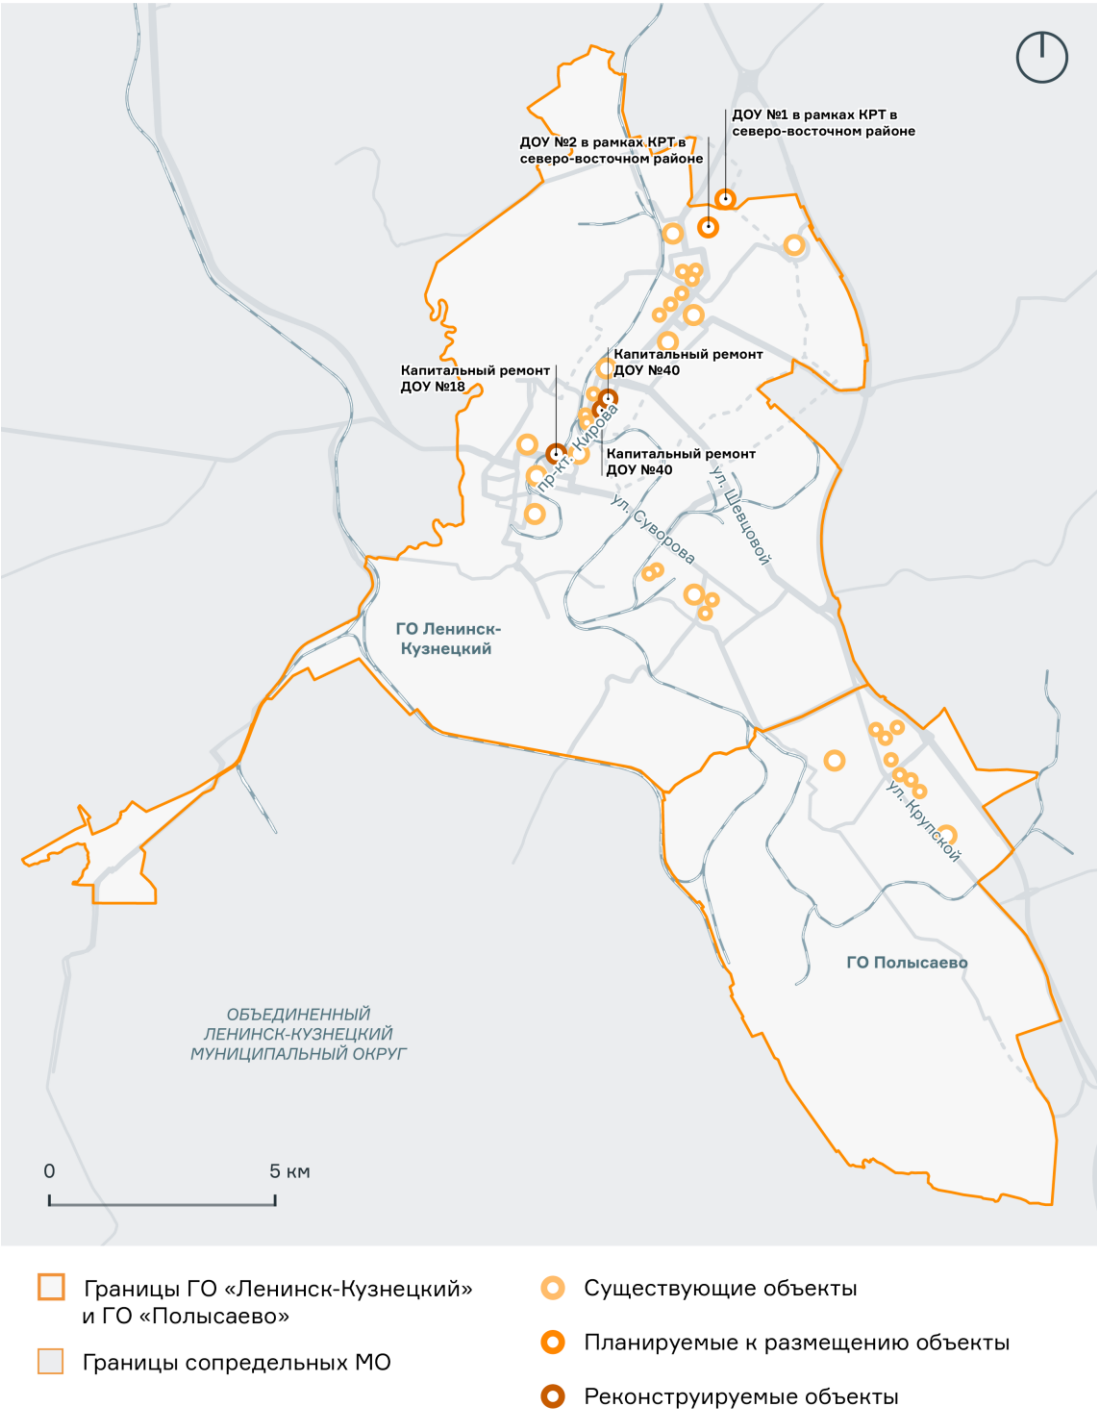 ДОУ №1 в рамках КРТ в
северо-восточном районе
ДОУ №2 в рамках КРТ в
северо-восточном районе
Капитальный ремонт
ДОУ №40
Капитальный ремонт
ДОУ №18
пр-кт. Кирова
Капитальный ремонт
ДОУ №40
ул. Шевцовой
ул. Суворова
ГО Ленинск-
Кузнецкий
ул. Крупской
ГО Полысаево
ОБЪЕДИНЕННЫЙ
ЛЕНИНСК-КУЗНЕЦКИЙ
МУНИЦИПАЛЬНЫЙ ОКРУГ
0 5 км
Границы ГО «Ленинск-Кузнецкий»
и ГО «Полысаево»
Границы сопредельных МО
Существующие объекты
Планируемые к размещению объекты
Реконструируемые объекты